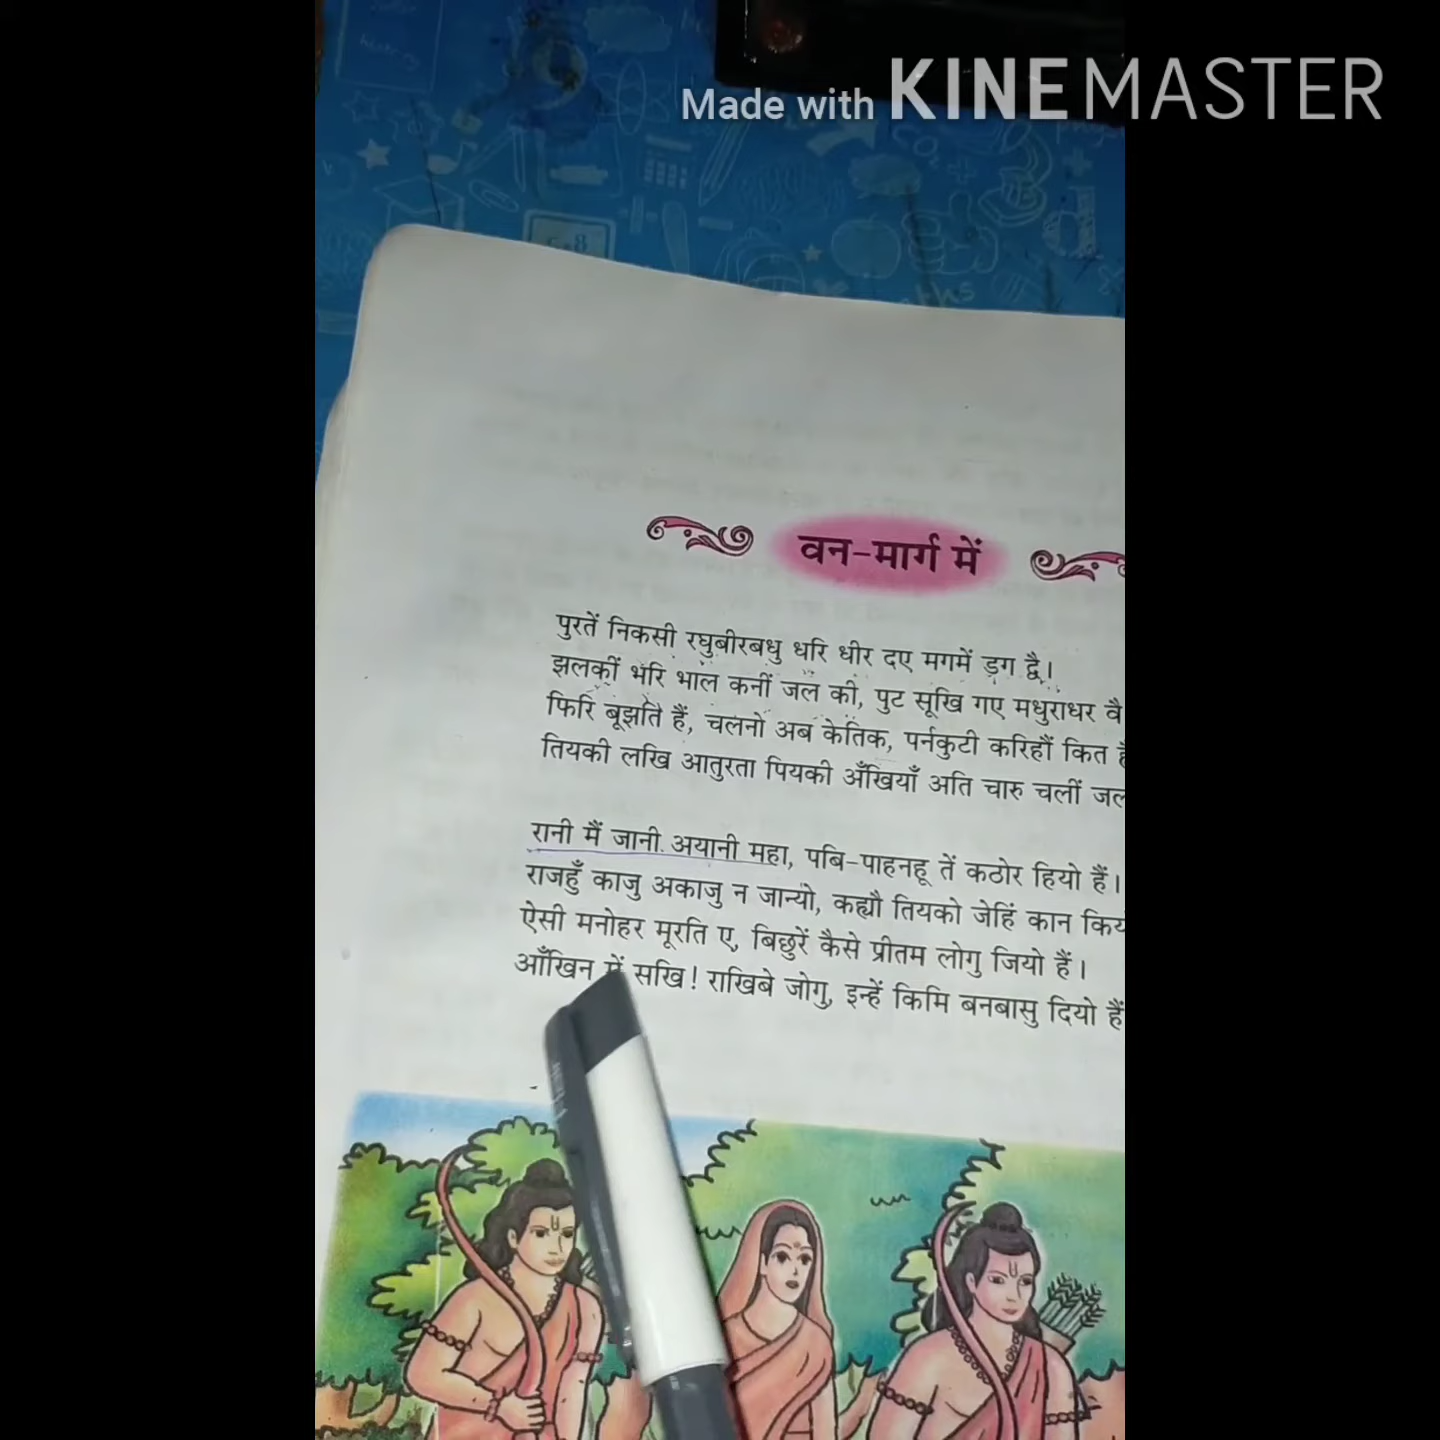 Made with KINEMASTER
वन-मार्ग में
पुरतें निकसी रघुबीरबधु धरि धीर दए मगमें डग द्वै।
झलकीं भरि भाल कनीं जल की, पुट सूखि गए मधुराधर वै
फिरि बूझति हैं, चलनो अब केतिक, पर्नकुटी करिहौं कित
तियकी लखि आतुरता पियकी अँखियाँ अति चारु चलीं जल
रानी मैं जानी अयानी महा, पबि-पाहनहू तें कठोर हियो हैं।
राजहुँ काजु अकाजु न जान्यो, कह्यौ तियको जेहिं कान
ऐसी मनोहर मूरति ए, बिछुरें कैसे प्रीतम लोगु जियो हैं।
आँखिन में सखि! राखिबे जोगु, इन्हें किमि बनबासु दियो हैं